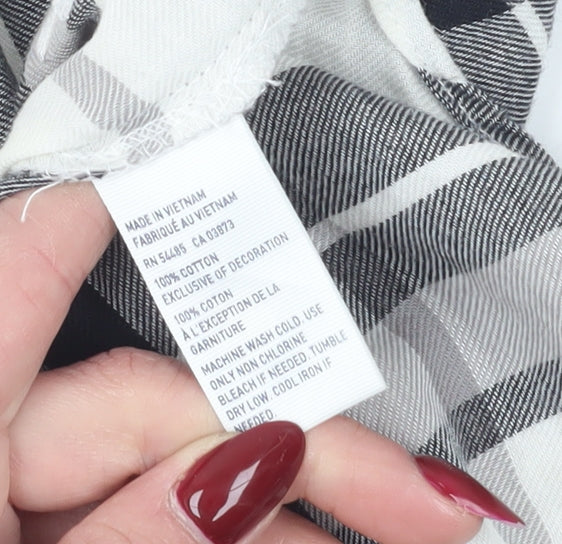 MADE IN VIETNAM
FABRIQUÉ AU VIETNAM
RN 54485 CA 03873
100% COTTON
EXCLUSIVE OF DECORATION
100% COTON
À L'EXCEPTION DE LA
GARNITURE
MACHINE WASH COLD. USE
ONLY NON CHLORINE
BLEACH IF NEEDED. TUMBLE
DRY LOW. COOL IRON IF
NEEDED.